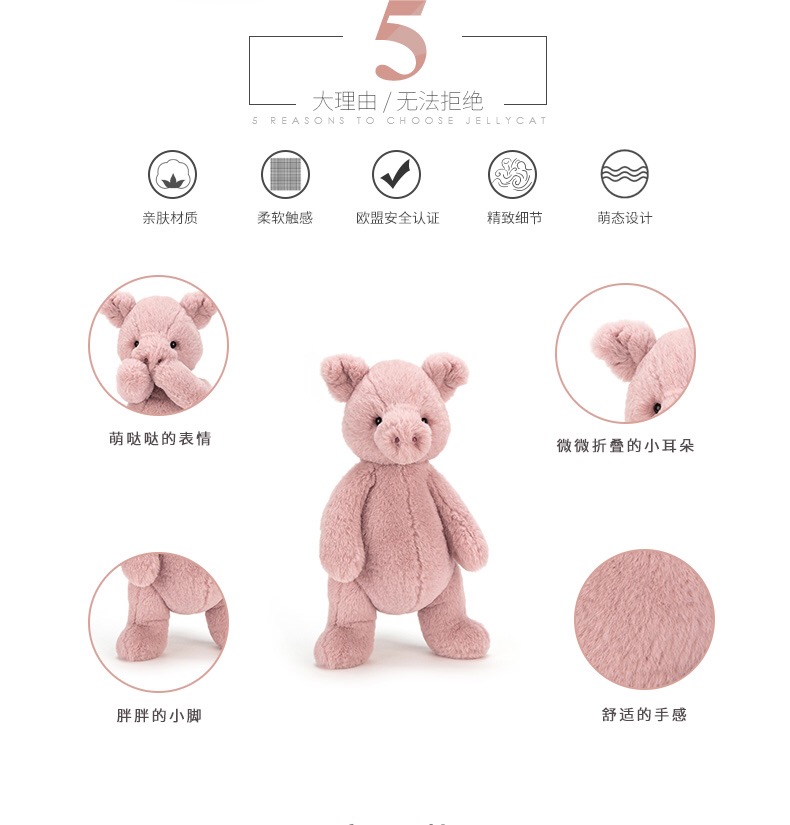 5
大理由 / 无法拒绝
5 REASONS TO CHOOSE JELLYCAT
亲肤材质
柔软触感
欧盟安全认证
精致细节
萌态设计
萌哒哒的表情
微微折叠的小耳朵
胖胖的小脚
舒适的手感